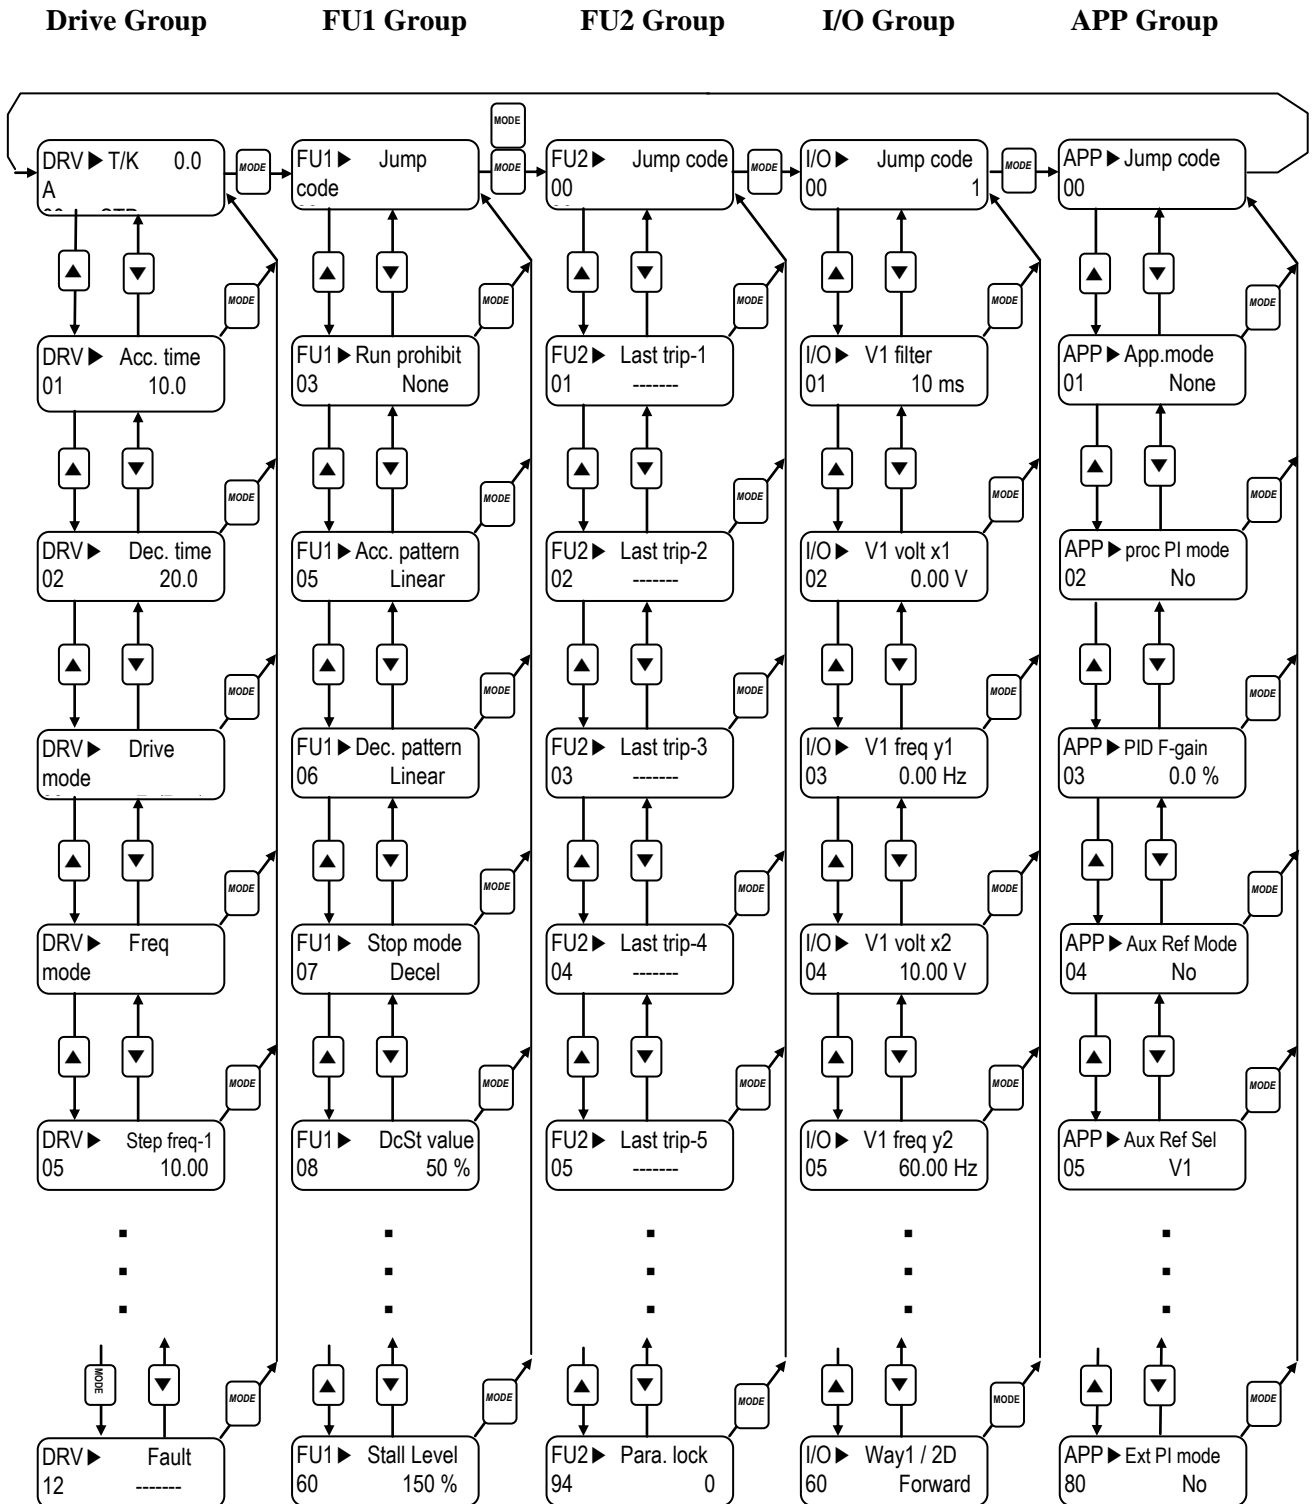 Drive Group FU1 Group FU2 Group I/O Group APP Group
MODE
DRV▶ T/K 0.0
A
MODE
FU1▶ Jump
code
MODE
FU2▶ Jump code
00
MODE
I/O▶ Jump code
00 1
MODE
APP▶ Jump code
00
▲ ▼ MODE ▲ ▼ MODE ▲ ▼ MODE ▲ ▼ MODE ▲ ▼ MODE
DRV▶ Acc. time
01 10.0
FU1▶ Run prohibit
03 None
FU2▶ Last trip-1
01 -------
I/O▶ V1 filter
01 10 ms
APP▶ App.mode
01 None
▲ ▼ MODE ▲ ▼ MODE ▲ ▼ MODE ▲ ▼ MODE ▲ ▼ MODE
DRV▶ Dec. time
02 20.0
FU1▶ Acc. pattern
05 Linear
FU2▶ Last trip-2
02 -------
I/O▶ V1 volt x1
02 0.00 V
APP▶ proc PI mode
02 No
▲ ▼ MODE ▲ ▼ MODE ▲ ▼ MODE ▲ ▼ MODE ▲ ▼ MODE
DRV▶ Drive
mode
FU1▶ Dec. pattern
06 Linear
FU2▶ Last trip-3
03 -------
I/O▶ V1 freq y1
03 0.00 Hz
APP▶ PID F-gain
03 0.0 %
▲ ▼ MODE ▲ ▼ MODE ▲ ▼ MODE ▲ ▼ MODE ▲ ▼ MODE
DRV▶ Freq
mode
FU1▶ Stop mode
07 Decel
FU2▶ Last trip-4
04 -------
I/O▶ V1 volt x2
04 10.00 V
APP▶ Aux Ref Mode
04 No
▲ ▼ MODE ▲ ▼ MODE ▲ ▼ MODE ▲ ▼ MODE ▲ ▼ MODE
DRV▶ Step freq-1
05 10.00
FU1▶ DcSt value
08 50 %
FU2▶ Last trip-5
05 -------
I/O▶ V1 freq y2
05 60.00 Hz
APP▶ Aux Ref Sel
05 V1
MODE ▼ MODE ▲ ▼ MODE ▲ ▼ MODE ▲ ▼ MODE ▲ ▼ MODE
DRV▶ Fault
12 -------
FU1▶ Stall Level
60 150 %
FU2▶ Para. lock
94 0
I/O▶ Way1 / 2D
60 Forward
APP▶ Ext PI mode
80 No